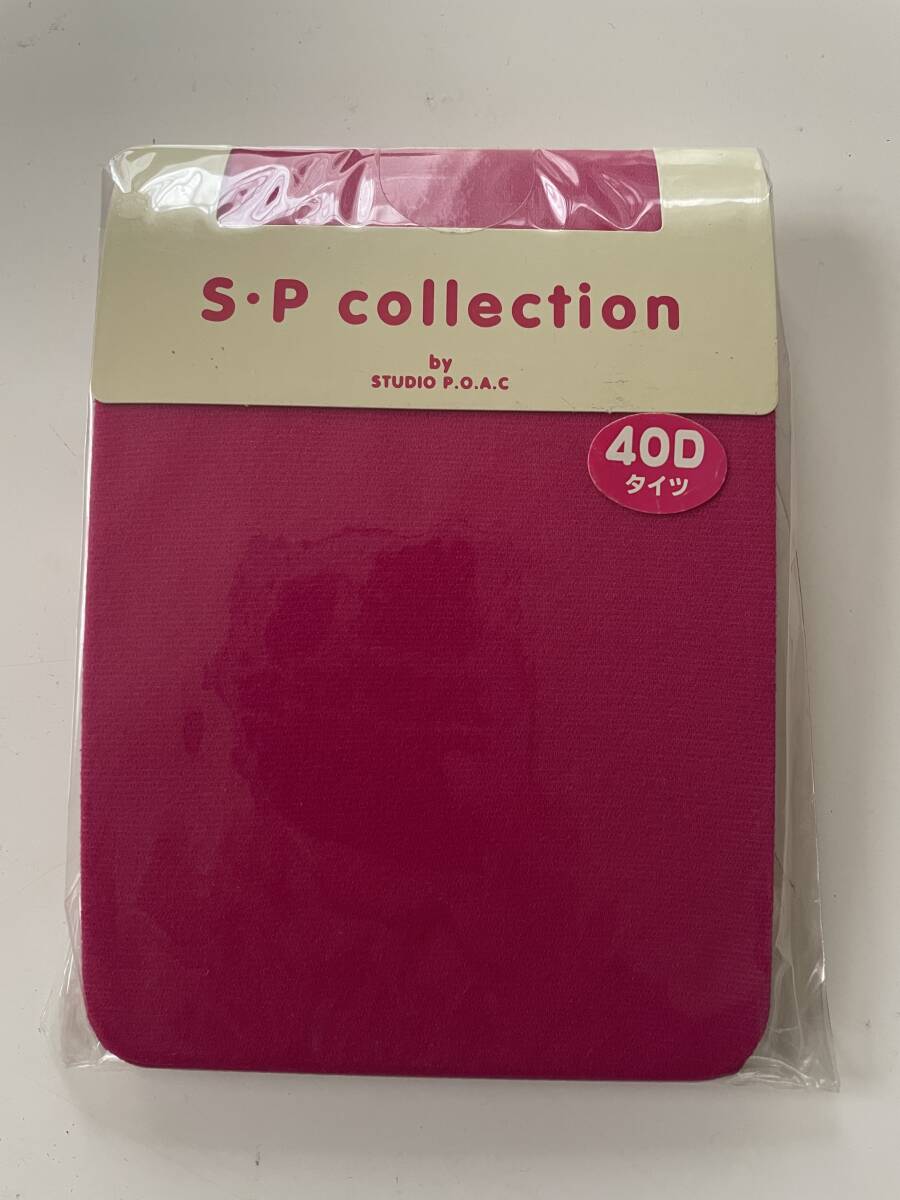 S・P collection
by
STUDIO P.O.A.C
40D
タイツ